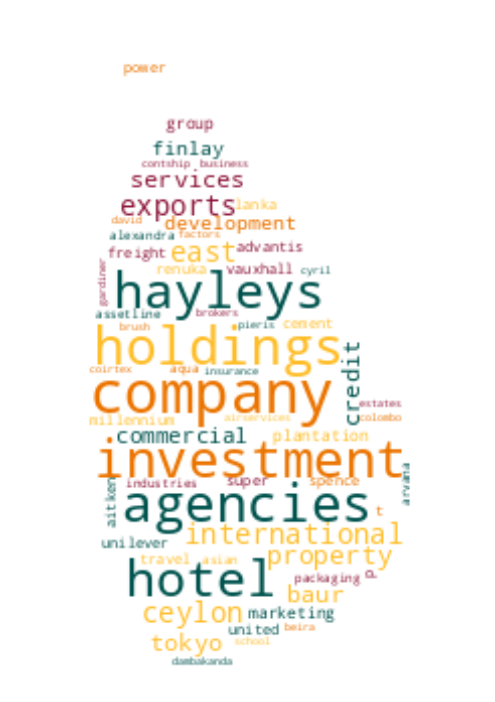 power
group
finlay
contship business
services
exports lanka
david development
alexandra factors
freight east advantis
renuka vauxhall cyril
gardiner
hayleys
assetline brokers
brush pieris cement
holdings
coirtex aqua insurance
credit
company estates
millennium airservices colombo
commercial plantation
investment
industries super spence
arvana
aitken
agencies t
international
unilever
travel asian property
hotel packaging p
baur
ceylon marketing
united beira
tokyo school
dambakanda